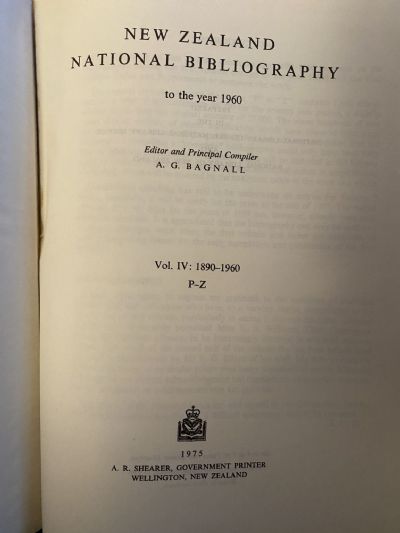 NEW ZEALAND
NATIONAL BIBLIOGRAPHY
to the year 1960
Editor and Principal Compiler
A. G. BAGNALL
Vol. IV: 1890–1960
P–Z
1975
A. R. SHEARER, GOVERNMENT PRINTER
WELLINGTON, NEW ZEALAND